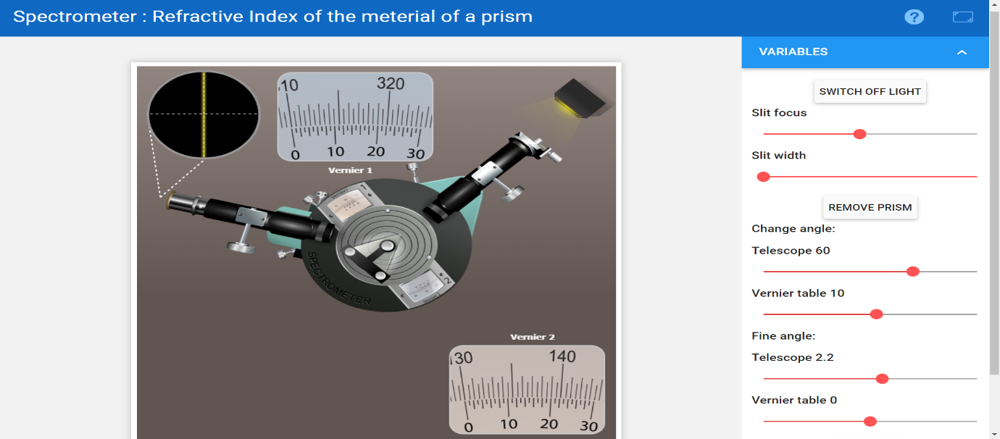 Spectrometer : Refractive Index of the meterial of a prism
?
VARIABLES
SWITCH OFF LIGHT
Slit focus
Slit width
REMOVE PRISM
Change angle:
Telescope 60
Vernier table 10
Fine angle:
Telescope 2.2
Vernier table 0
10 320
0 10 20 30
Vernier 1
1
SPECTROMETER
2
Vernier 2
30 140
0 10 20 30